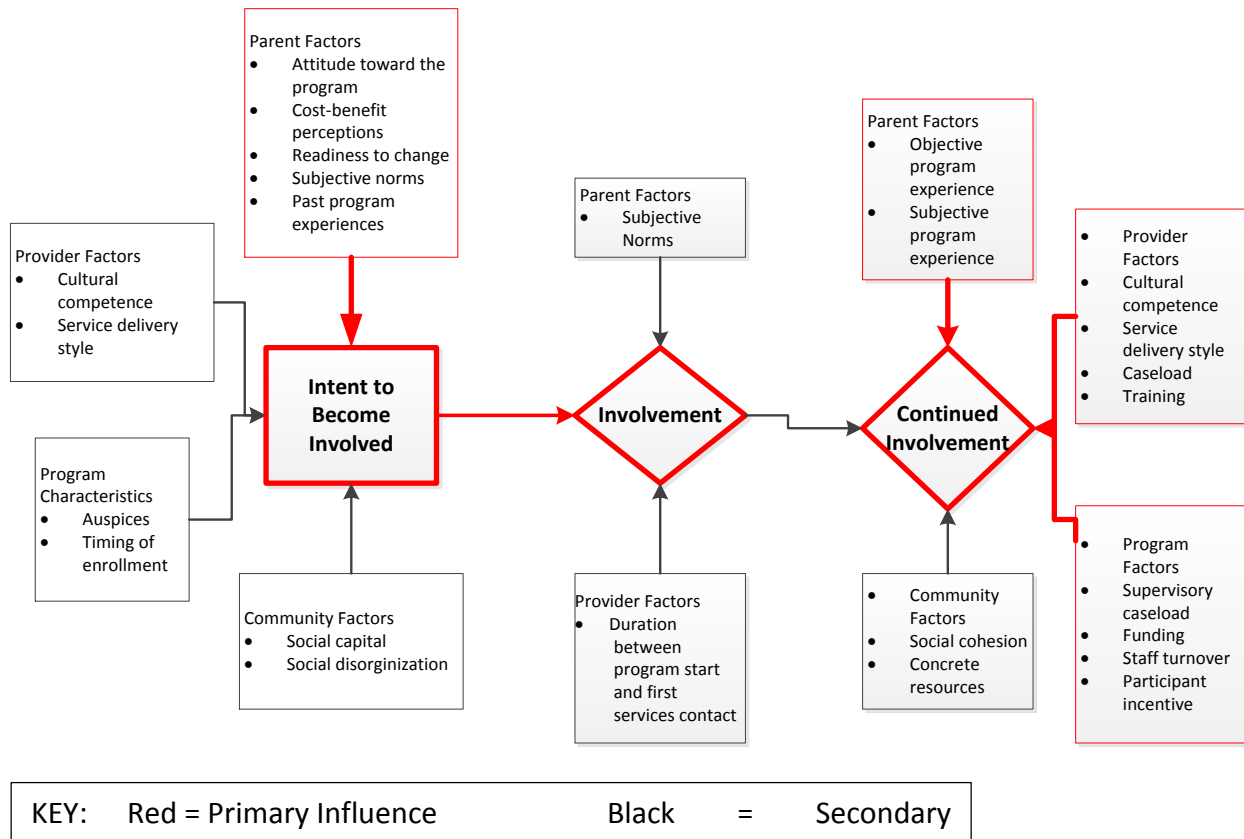 Parent Factors
• Attitude toward the
program
• Cost-benefit
perceptions
• Readiness to change
• Subjective norms
• Past program
experiences
Provider Factors
• Cultural
competence
• Service delivery
style
Program
Characteristics
• Auspices
• Timing of
enrollment
Intent to
Become
Involved
Community Factors
• Social capital
• Social disorginization
Parent Factors
• Subjective
Norms
Involvement
Provider Factors
• Duration
between
program start
and first
services contact
Parent Factors
• Objective
program
experience
• Subjective
program
experience
Continued
Involvement
• Community
Factors
• Social cohesion
• Concrete
resources
• Provider
Factors
• Cultural
competence
• Service
delivery style
• Caseload
• Training
• Program
Factors
• Supervisory
caseload
• Funding
• Staff turnover
• Participant
incentive
KEY: Red = Primary Influence Black = Secondary